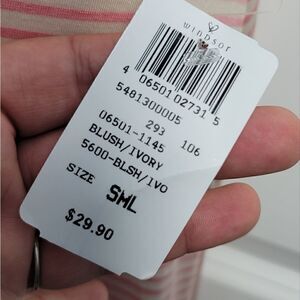 windsor
4 06501 02731 5
5481300005
293 106
06501-1145
BLUSH/IVORY
5600-BLSH/IVO
SIZE SML
$29.90